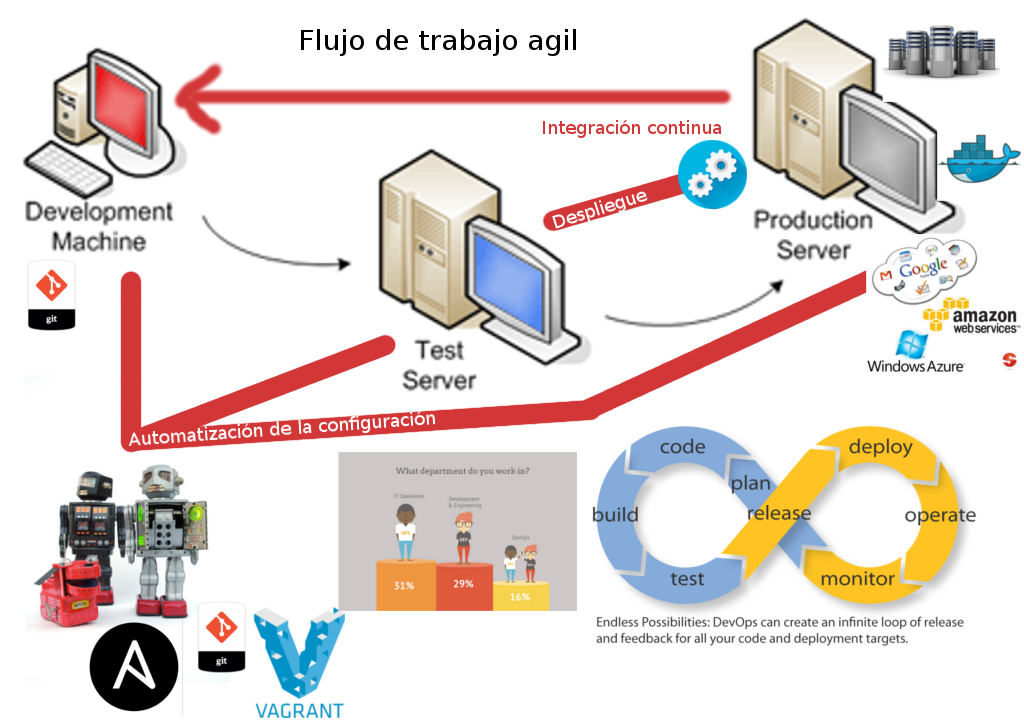 Flujo de trabajo agil
Integración continua
Despliegue
Development
Machine
Production
Server
git
Test
Server
Google
amazon
webservices™
Windows Azure
S
Automatización de la configuración
What department do you work in?
IT Operations
Development
& Engineering
DevOps
OPS
DEV
31%
29%
16%
code
deploy
plan
build
release
operate
test
monitor
Endless Possibilities: DevOps can create an infinite loop of release
and feedback for all your code and deployment targets.
git
VAGRANT